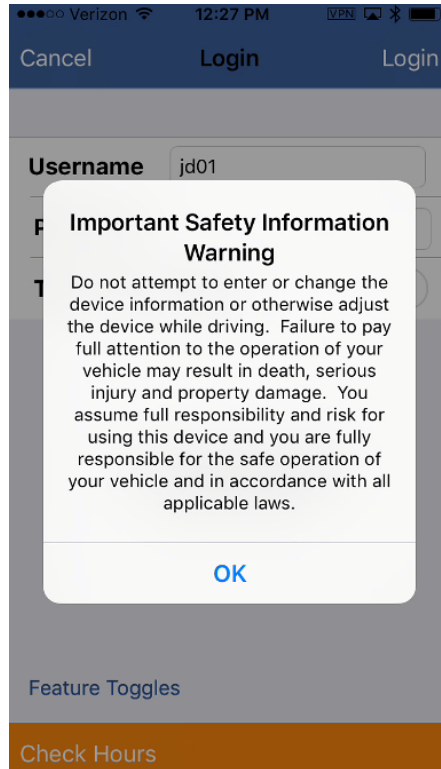 Verizon 12:27 PM VPN
Cancel Login Login
Username jd01
P
Important Safety Information
Warning
T
Do not attempt to enter or change the
device information or otherwise adjust
the device while driving. Failure to pay
full attention to the operation of your
vehicle may result in death, serious
injury and property damage. You
assume full responsibility and risk for
using this device and you are fully
responsible for the safe operation of
your vehicle and in accordance with all
applicable laws.
OK
Feature Toggles
Check Hours